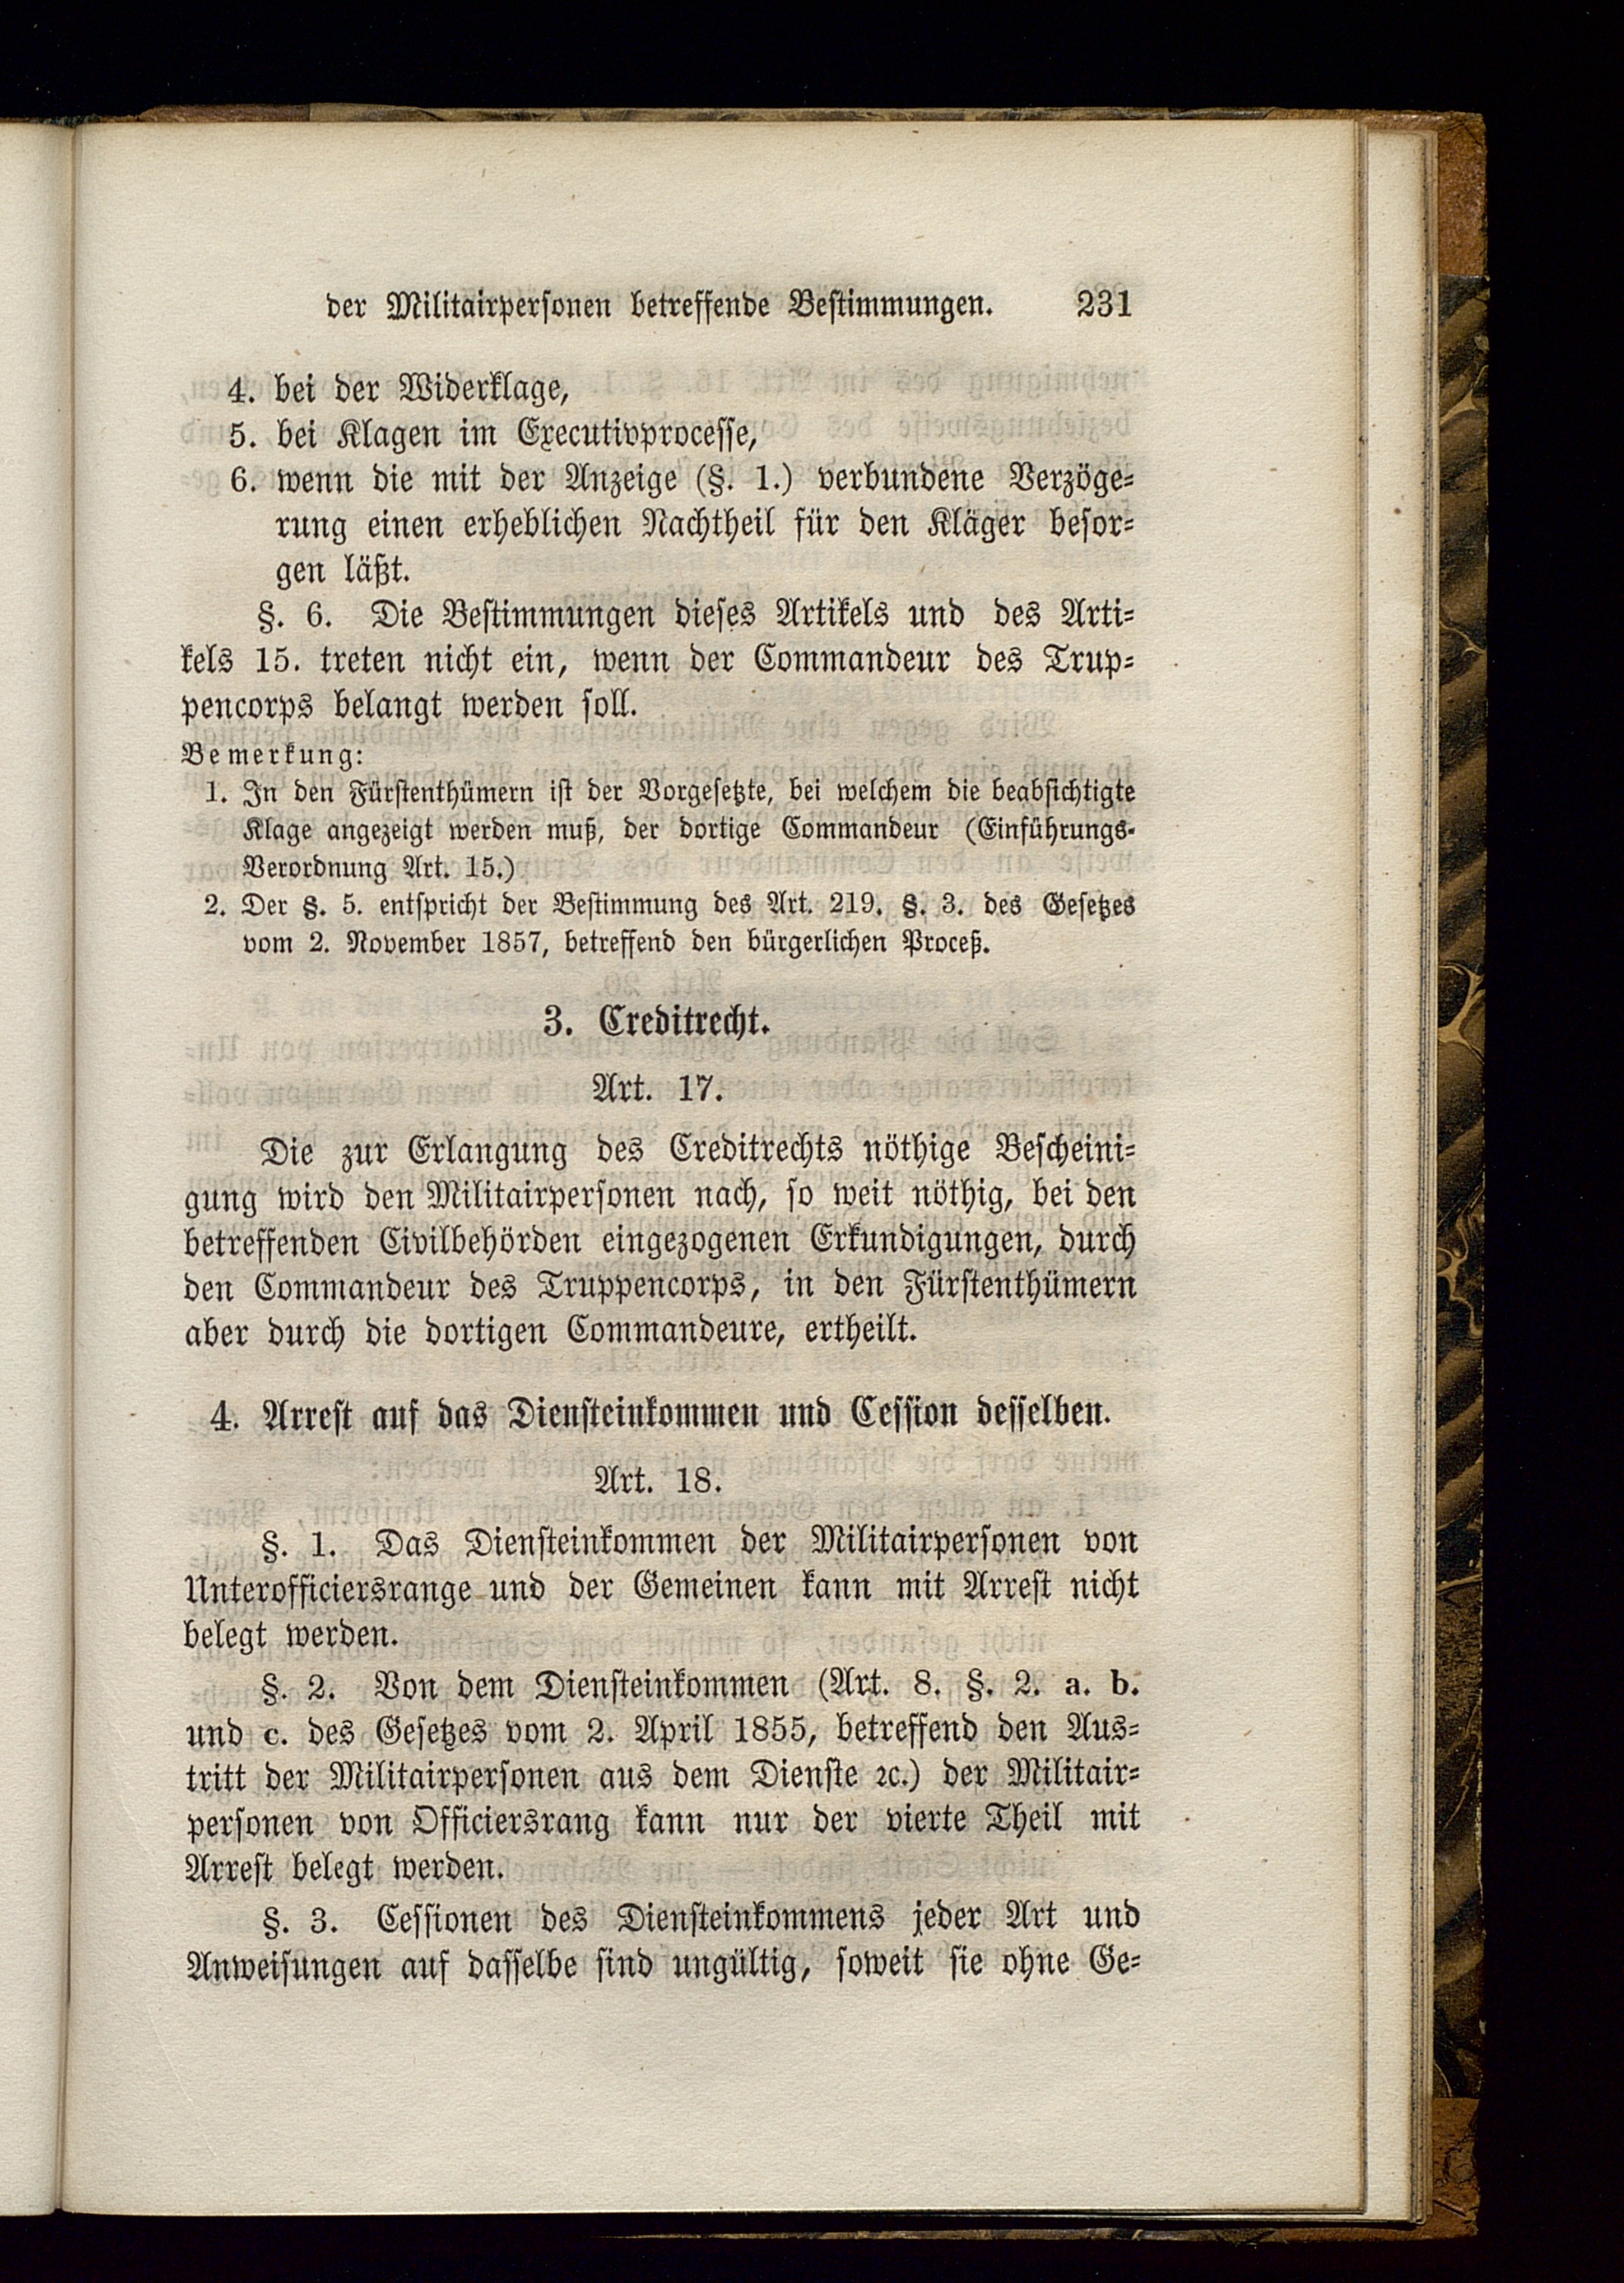 der Militairpersonen betreffende Bestimmungen. 231
4. bei der Widerklage,
5. bei Klagen im Executivprocesse,
6. wenn die mit der Anzeige (§. 1.) verbundene Verzöge-
rung einen erheblichen Nachtheil für den Kläger besor-
gen läßt.
§. 6. Die Bestimmungen dieses Artikels und des Arti-
kels 15. treten nicht ein, wenn der Commandeur des Trup-
pencorps belangt werden soll.
Bemerkung:
1. In den Fürstenthümern ist der Vorgesetzte, bei welchem die beabsichtigte
Klage angezeigt werden muß, der dortige Commandeur (Einführungs-
Verordnung Art. 15.)
2. Der §. 5. entspricht der Bestimmung des Art. 219. §. 3. des Gesetzes
vom 2. November 1857, betreffend den bürgerlichen Proceß.
3. Creditrecht.
Art. 17.
Die zur Erlangung des Creditrechts nöthige Bescheini-
gung wird den Militairpersonen nach, so weit nöthig, bei den
betreffenden Civilbehörden eingezogenen Erkundigungen, durch
den Commandeur des Truppencorps, in den Fürstenthümern
aber durch die dortigen Commandeure, ertheilt.
4. Arrest auf das Diensteinkommen und Cession desselben.
Art. 18.
§. 1. Das Diensteinkommen der Militairpersonen von
Unterofficiersrange und der Gemeinen kann mit Arrest nicht
belegt werden.
§. 2. Von dem Diensteinkommen (Art. 8. §. 2. a. b.
und c. des Gesetzes vom 2. April 1855, betreffend den Aus-
tritt der Militairpersonen aus dem Dienste ꝛc.) der Militair-
personen von Officiersrang kann nur der vierte Theil mit
Arrest belegt werden.
§. 3. Cessionen des Diensteinkommens jeder Art und
Anweisungen auf dasselbe sind ungültig, soweit sie ohne Ge-